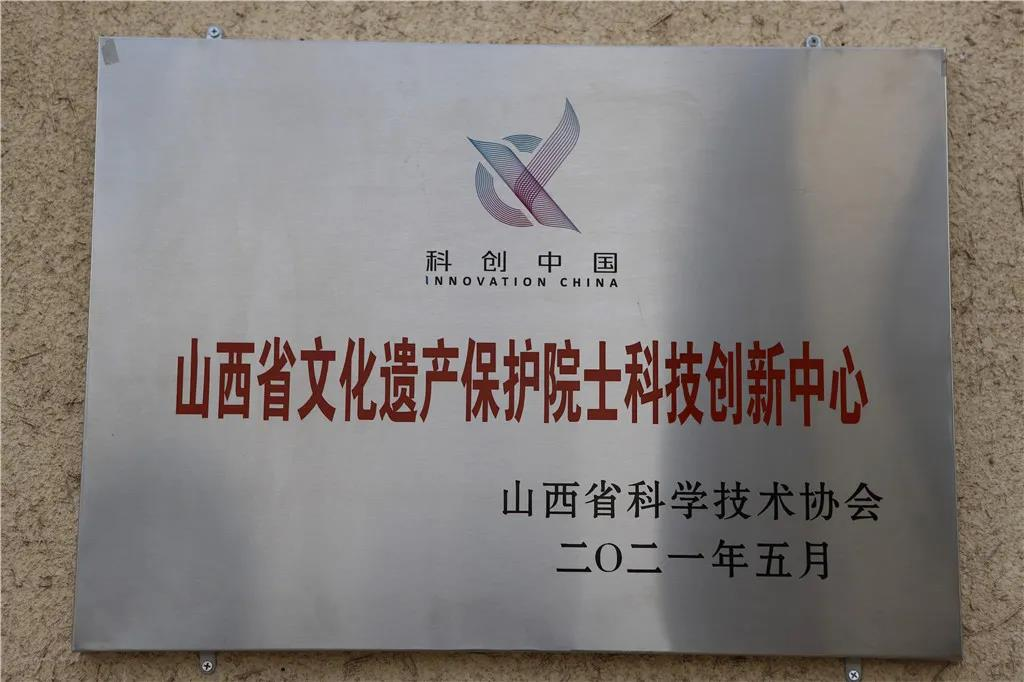 科创中国
INNOVATION CHINA
山西省文化遗产保护院士科技创新中心
山西省科学技术协会
二〇二一年五月